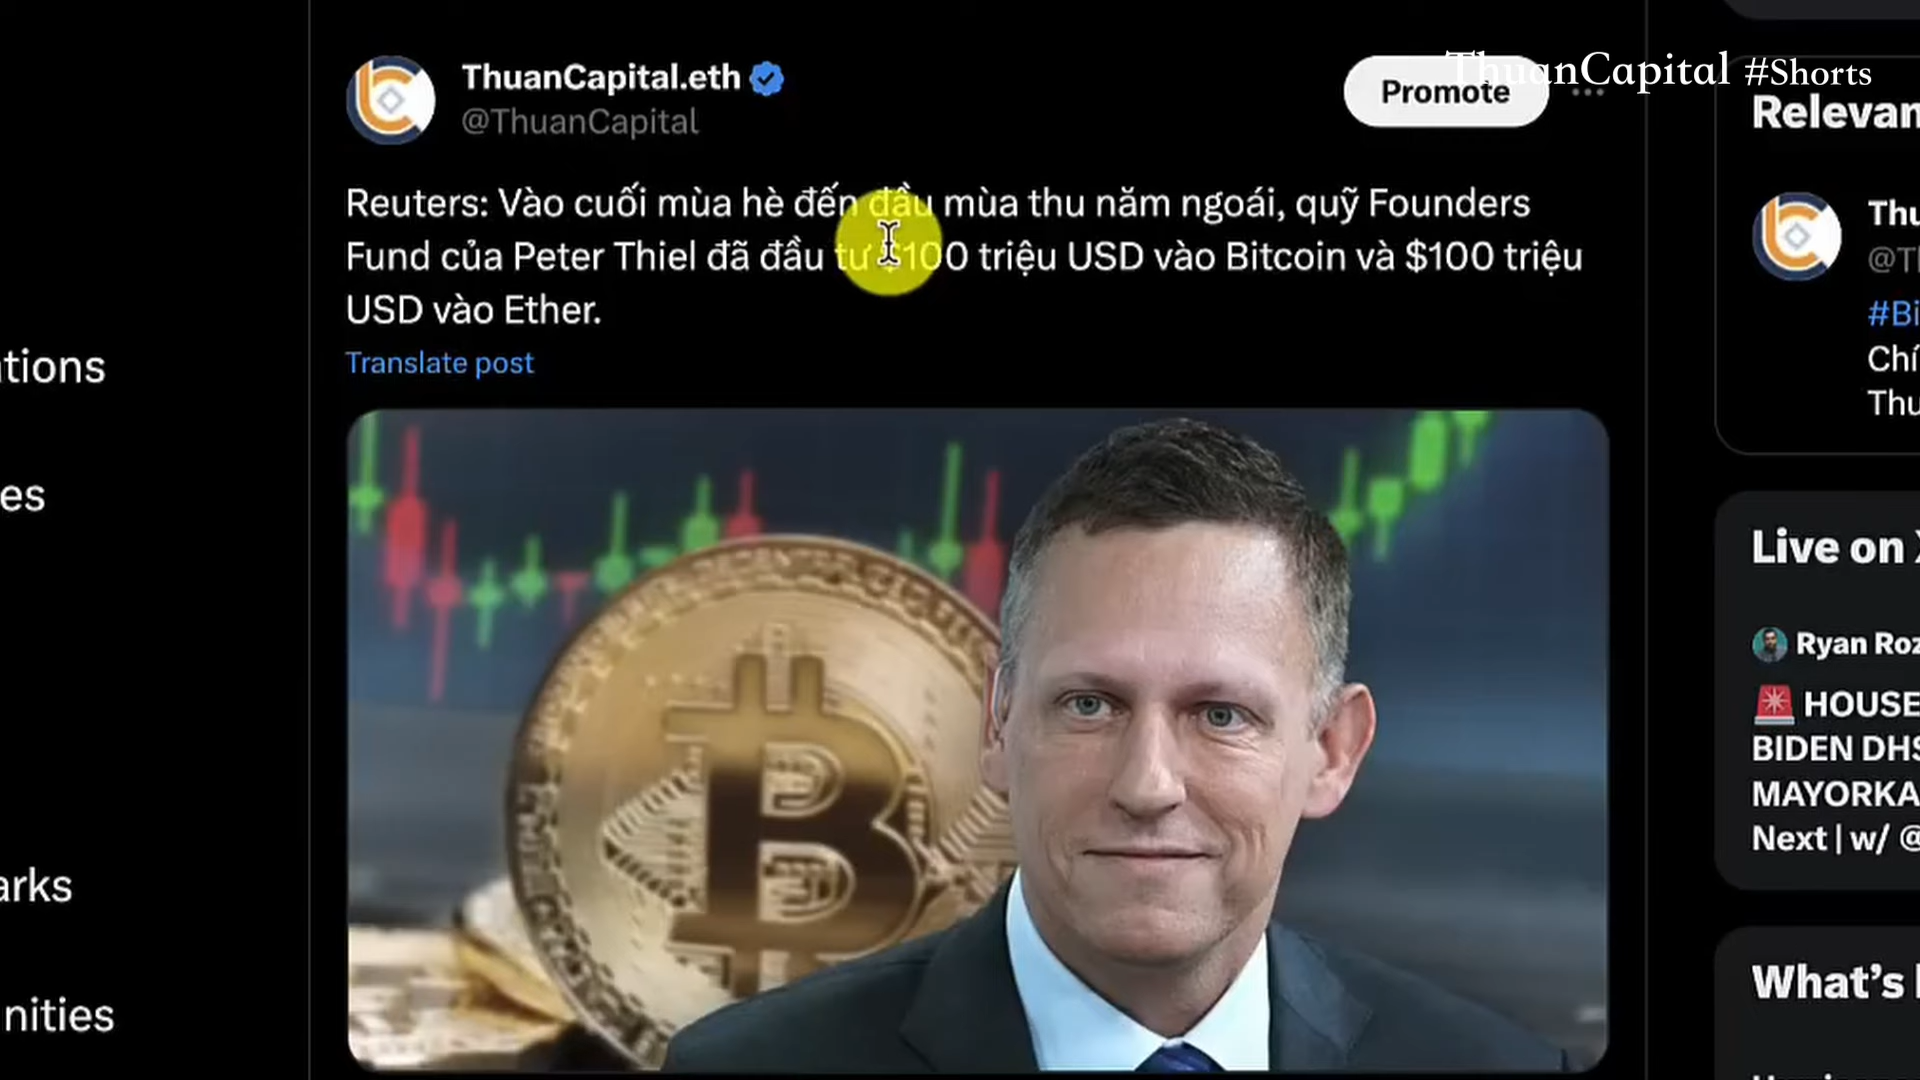 ThuanCapital #Shorts
ThuanCapital.eth
@ThuanCapital
Promote
Reuters: Vào cuối mùa hè đến đầu mùa thu năm ngoái, quỹ Founders
Fund của Peter Thiel đã đầu tư $100 triệu USD vào Bitcoin và $100 triệu
USD vào Ether.
Translate post
Relevan
Thu
#Bi
Chí
Thu
Live on
Ryan Roz
HOUSE
BIDEN DHS
MAYORKA
Next | w/ @
What's
tions
es
arks
nities